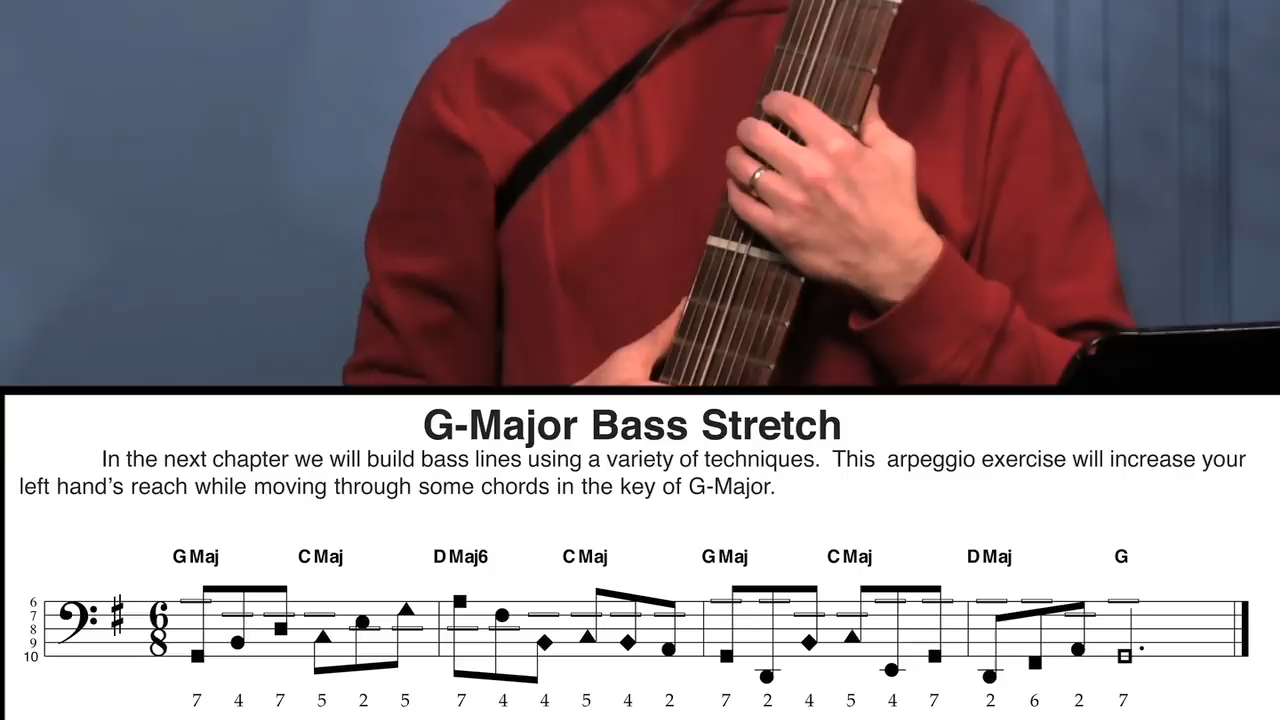 G-Major Bass Stretch
In the next chapter we will build bass lines using a variety of techniques. This arpeggio exercise will increase your
left hand's reach while moving through some chords in the key of G-Major.
G Maj C Maj D Maj6 C Maj G Maj C Maj D Maj G
6
7
8
9
10
6
8
7 4 7 5 2 5 7 4 4 5 4 2 7 2 4 5 4 7 2 6 2 7